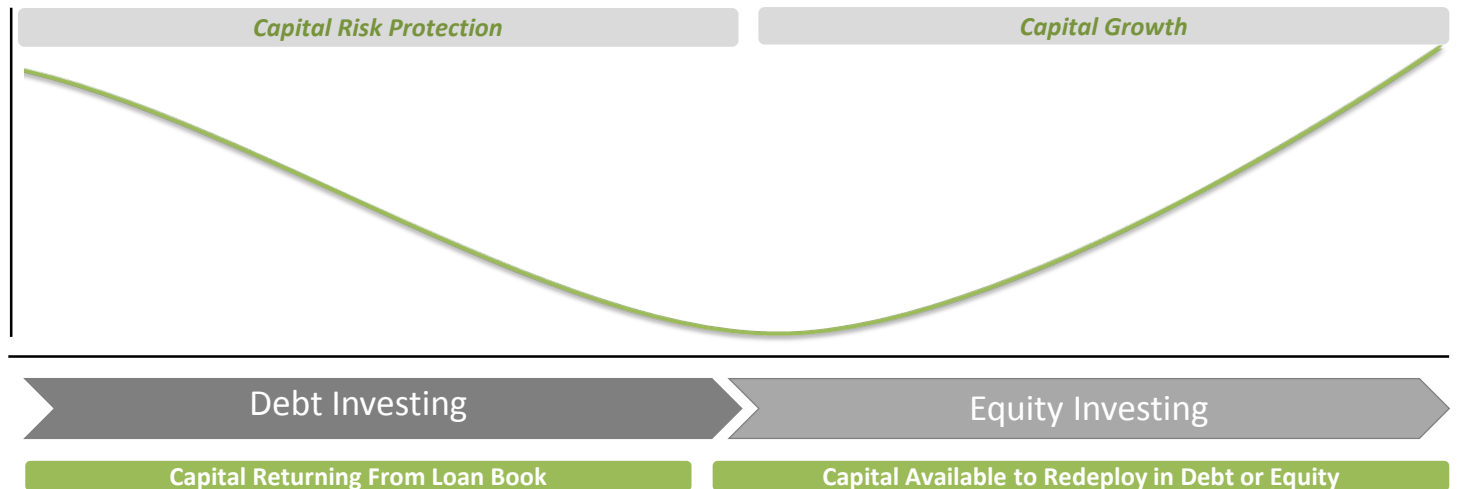 Capital Risk Protection
Capital Growth
Debt Investing
Equity Investing
Capital Returning From Loan Book
Capital Available to Redeploy in Debt or Equity